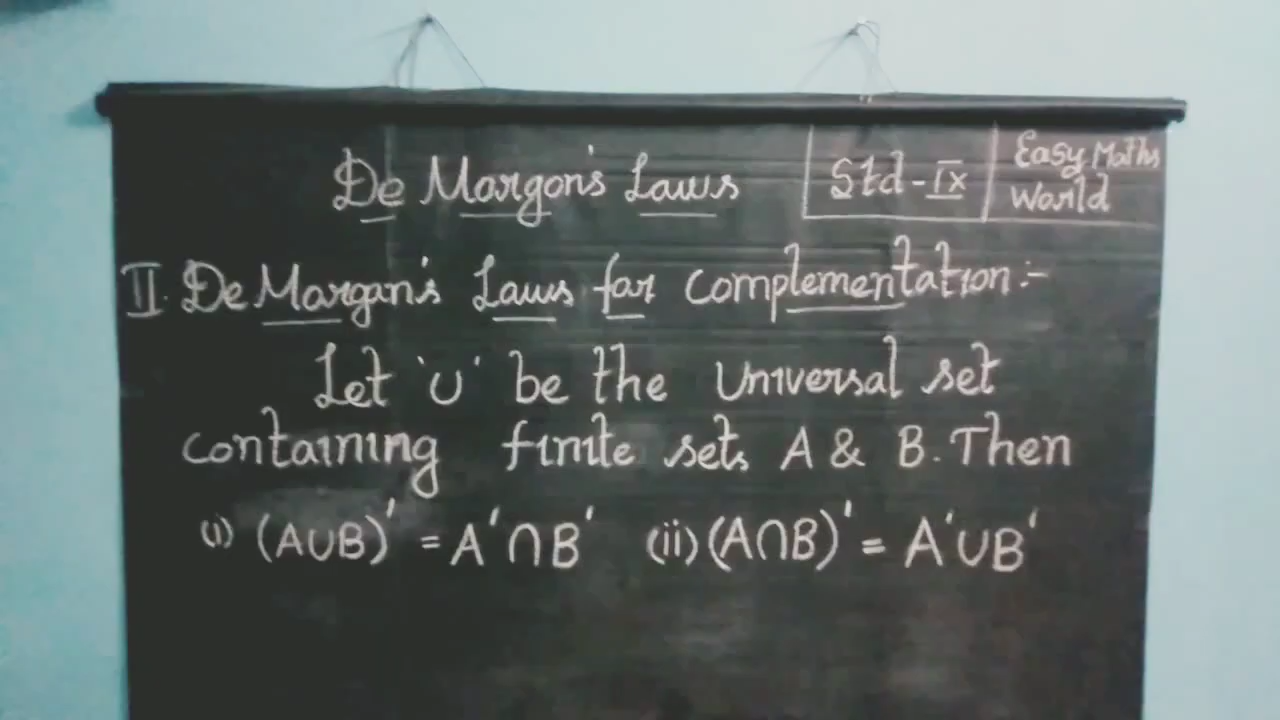 De Morgon's Laws
Std - IX
Easy Maths
World
II. De Morgan's Laws for complementation :-
Let 'U' be the Universal set
containing finite sets A & B. Then
(i) (A∪B)' = A'∩B' (ii) (A∩B)' = A'∪B'